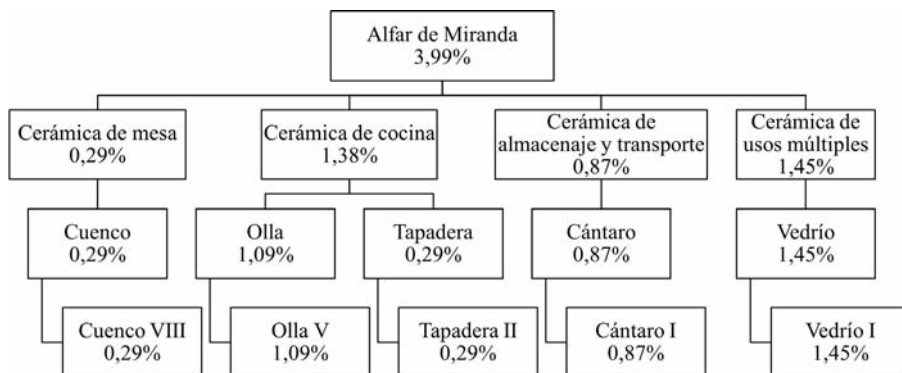 Alfar de Miranda
3,99%
Cerámica de mesa
0,29%
Cerámica de cocina
1,38%
Cerámica de
almacenaje y transporte
0,87%
Cerámica de
usos múltiples
1,45%
Cuenco
0,29%
Olla
1,09%
Tapadera
0,29%
Cántaro
0,87%
Vedrío
1,45%
Cuenco VIII
0,29%
Olla V
1,09%
Tapadera II
0,29%
Cántaro I
0,87%
Vedrío I
1,45%